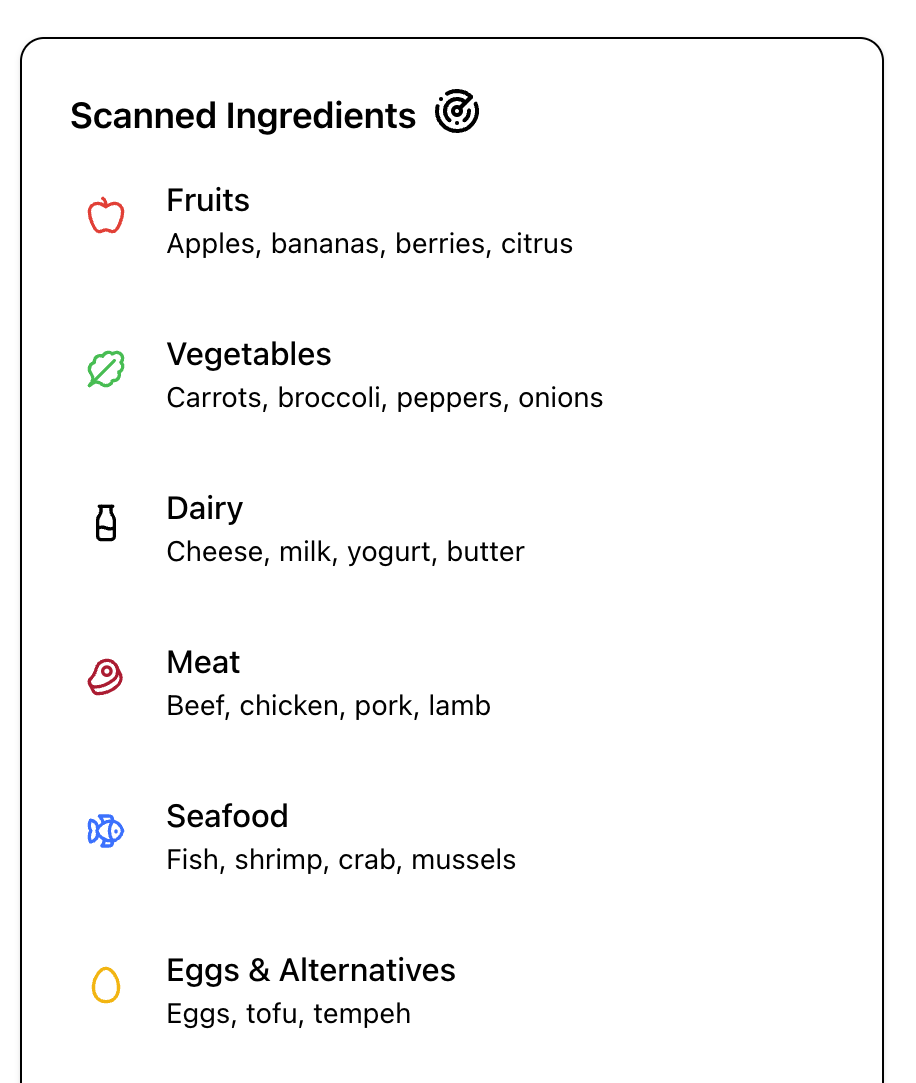 Scanned Ingredients
Fruits
Apples, bananas, berries, citrus
Vegetables
Carrots, broccoli, peppers, onions
Dairy
Cheese, milk, yogurt, butter
Meat
Beef, chicken, pork, lamb
Seafood
Fish, shrimp, crab, mussels
Eggs & Alternatives
Eggs, tofu, tempeh